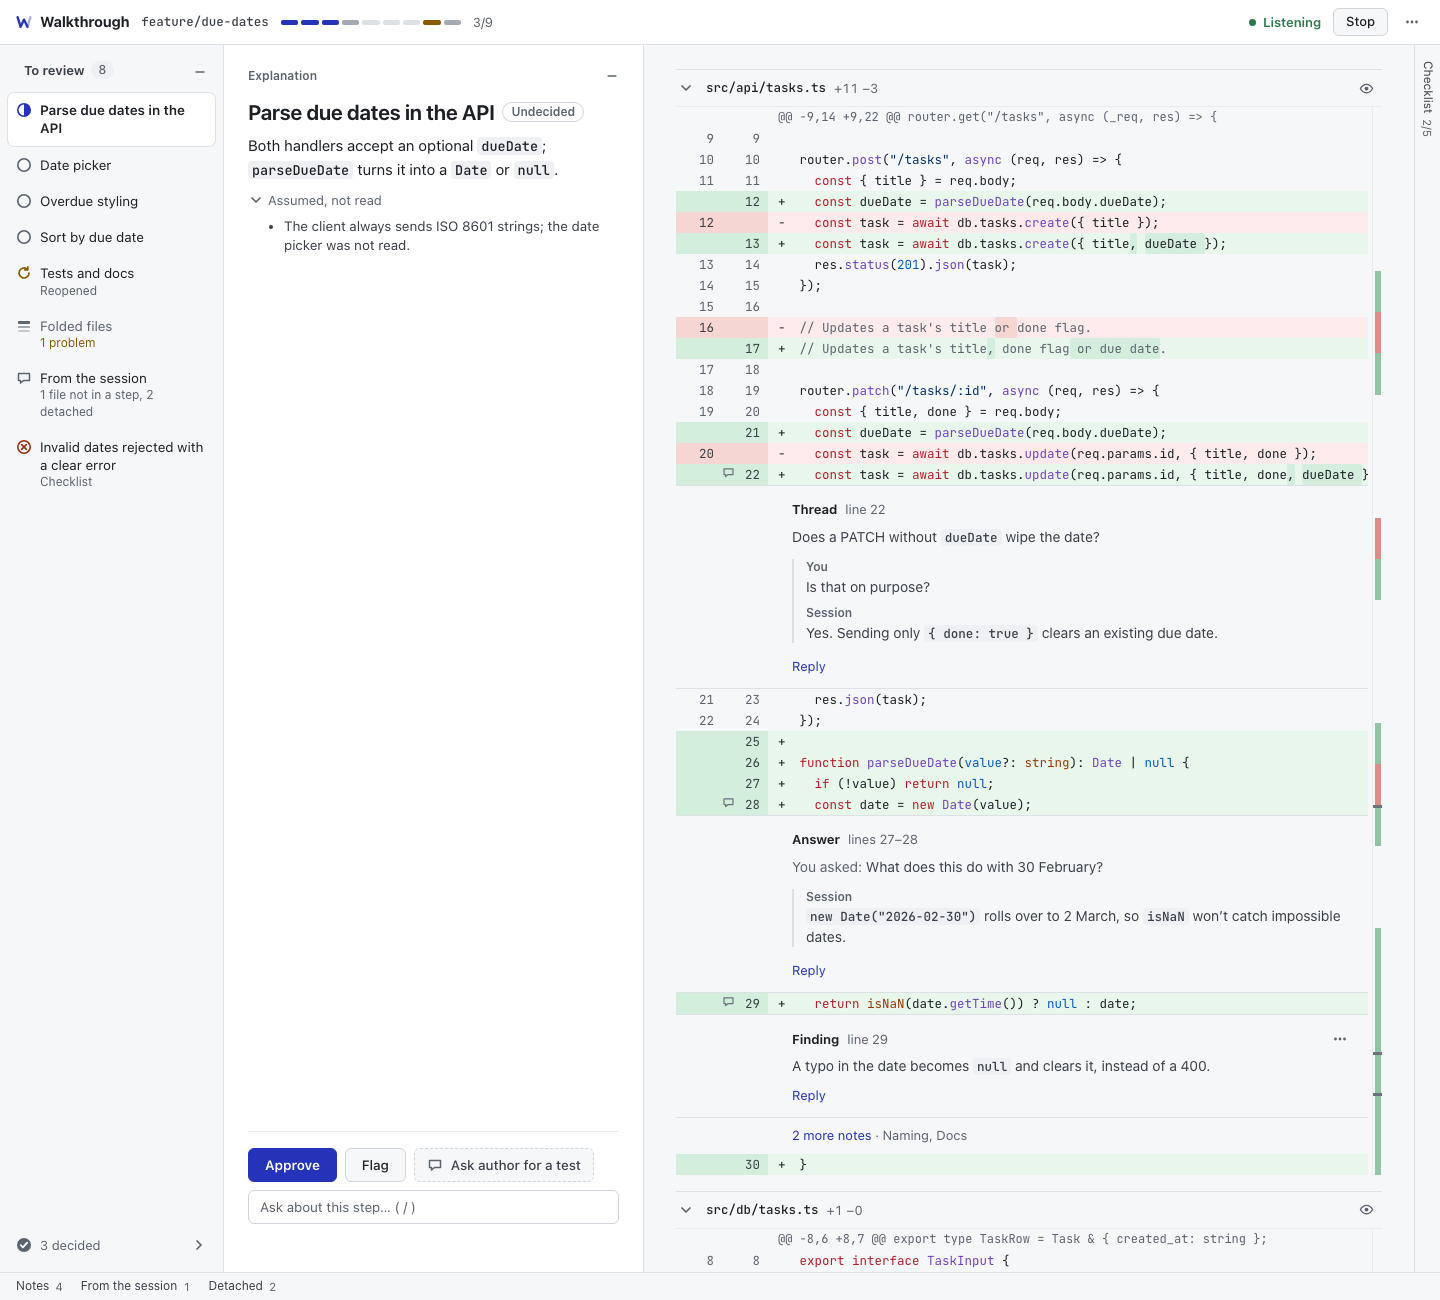 Walkthrough feature/due-dates 3/9 Listening Stop
To review 8
Parse due dates in the
API
Date picker
Overdue styling
Sort by due date
Tests and docs
Reopened
Folded files
1 problem
From the session
1 file not in a step, 2
detached
Invalid dates rejected with
a clear error
Checklist
3 decided
Explanation
Parse due dates in the API Undecided
Both handlers accept an optional dueDate;
parseDueDate turns it into a Date or null.
Assumed, not read
• The client always sends ISO 8601 strings; the date
picker was not read.
Approve Flag Ask author for a test
Ask about this step… ( / )
src/api/tasks.ts +11 −3
@@ -9,14 +9,22 @@ router.get("/tasks", async (_req, res) => {
9 9
10 10 router.post("/tasks", async (req, res) => {
11 11 const { title } = req.body;
12 + const dueDate = parseDueDate(req.body.dueDate);
12 - const task = await db.tasks.create({ title });
13 + const task = await db.tasks.create({ title, dueDate });
13 14 res.status(201).json(task);
14 15 });
15 16
16 - // Updates a task's title or done flag.
17 + // Updates a task's title, done flag or due date.
17 18
18 19 router.patch("/tasks/:id", async (req, res) => {
19 20 const { title, done } = req.body;
21 + const dueDate = parseDueDate(req.body.dueDate);
20 - const task = await db.tasks.update(req.params.id, { title, done });
22 + const task = await db.tasks.update(req.params.id, { title, done, dueDate }
Thread line 22
Does a PATCH without dueDate wipe the date?
You
Is that on purpose?
Session
Yes. Sending only { done: true } clears an existing due date.
Reply
21 23 res.json(task);
22 24 });
25 +
26 + function parseDueDate(value?: string): Date | null {
27 + if (!value) return null;
28 + const date = new Date(value);
Answer lines 27–28
You asked: What does this do with 30 February?
Session
new Date("2026-02-30") rolls over to 2 March, so isNaN won’t catch impossible
dates.
Reply
29 + return isNaN(date.getTime()) ? null : date;
Finding line 29
A typo in the date becomes null and clears it, instead of a 400.
Reply
2 more notes · Naming, Docs
30 + }
src/db/tasks.ts +1 −0
@@ -8,6 +8,7 @@ export type TaskRow = Task & { created_at: string };
8 8 export interface TaskInput {
Checklist 2/5
Notes 4 From the session 1 Detached 2